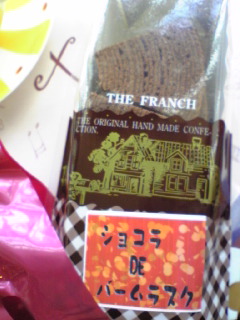 THE FRANCH
THE ORIGINAL HAND MADE CONFE-
CTION.
ショコラ
DE
バームラスク